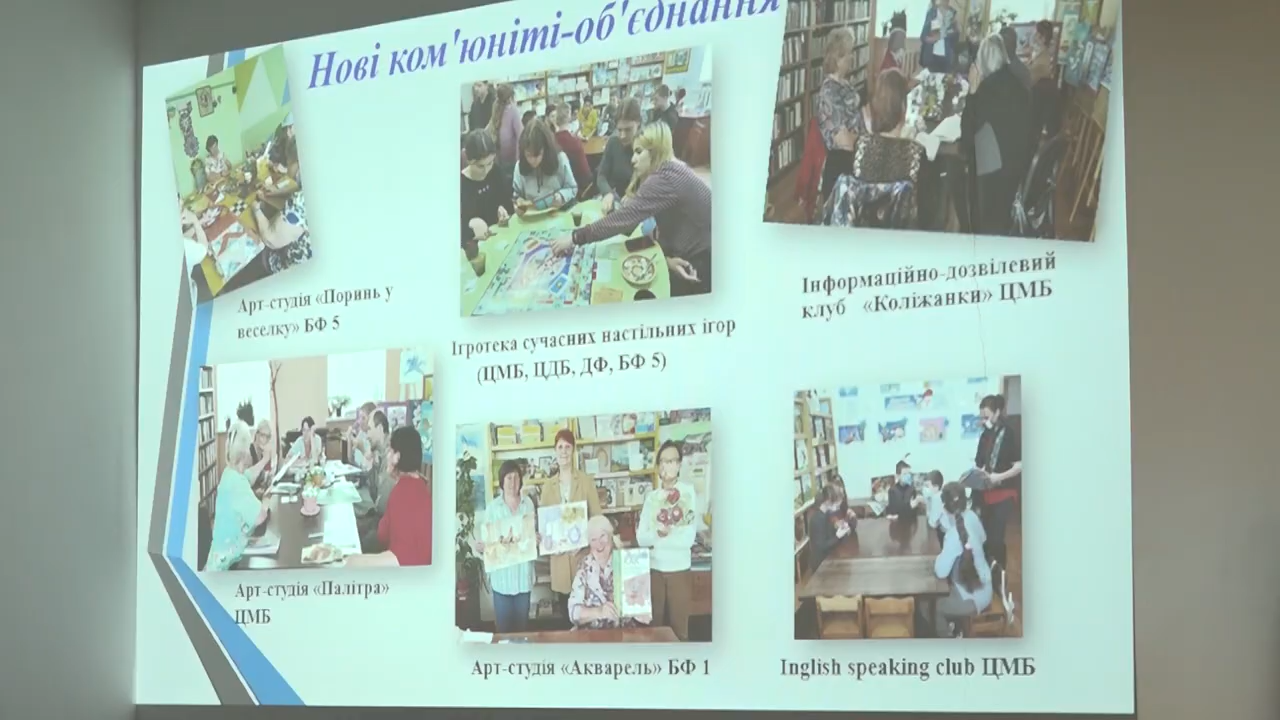 Нові ком'юніті-об'єднання
Арт-студія «Поринь у
веселку» БФ 5
Ігротека сучасних настільних ігор
(ЦМБ, ЦДБ, ДФ, БФ 5)
Інформаційно-дозвілевий
клуб «Коліжанки» ЦМБ
Арт-студія «Палітра»
ЦМБ
Арт-студія «Акварель» БФ 1
Inglish speaking club ЦМБ